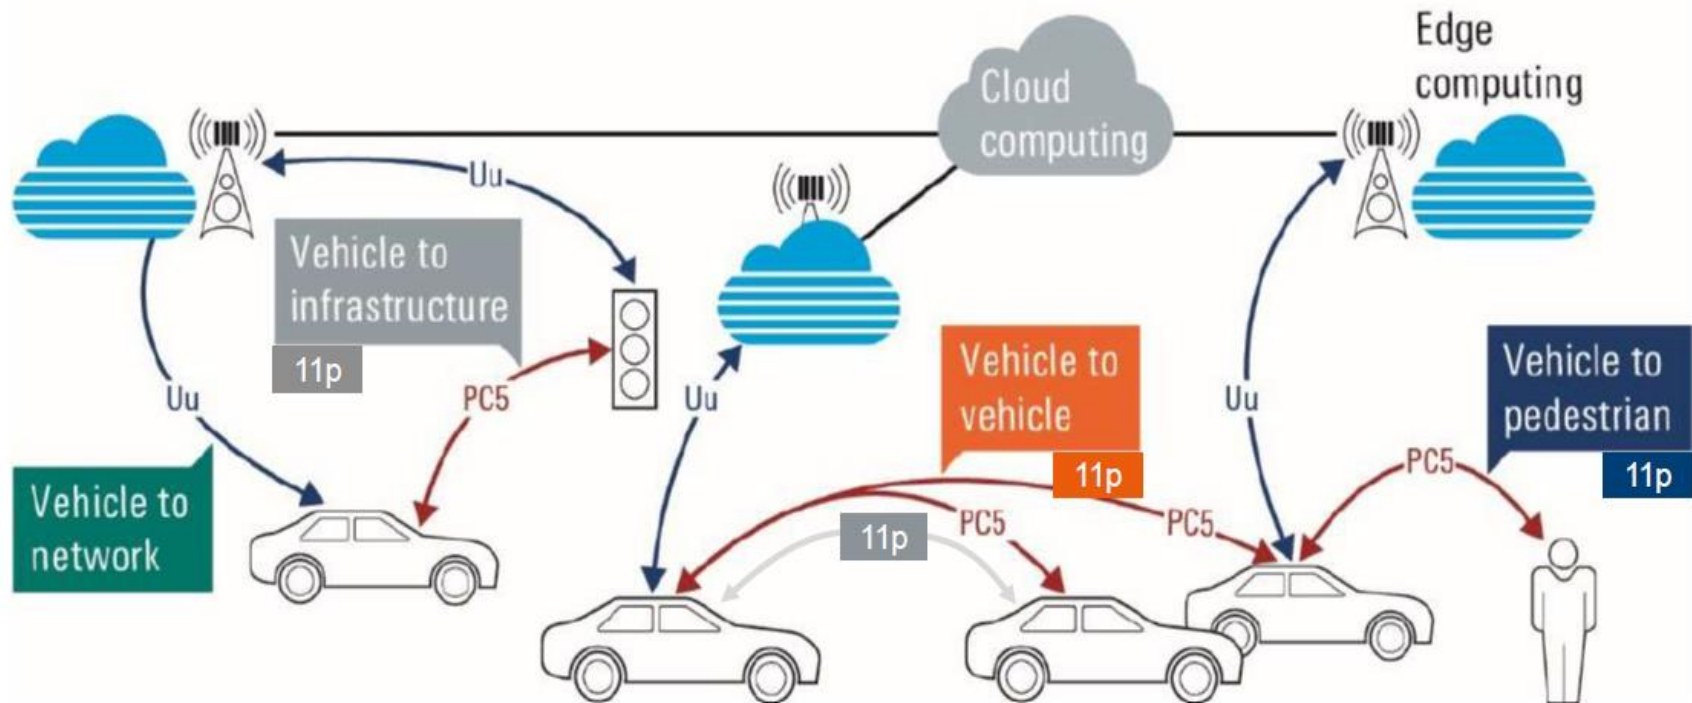 Edge
computing
Cloud
computing
Uu
Vehicle to
infrastructure
11p
Uu
PC5
Uu
Vehicle to
vehicle
11p
Uu
Vehicle to
pedestrian
11p
PC5
Vehicle to
network
11p
PC5
PC5